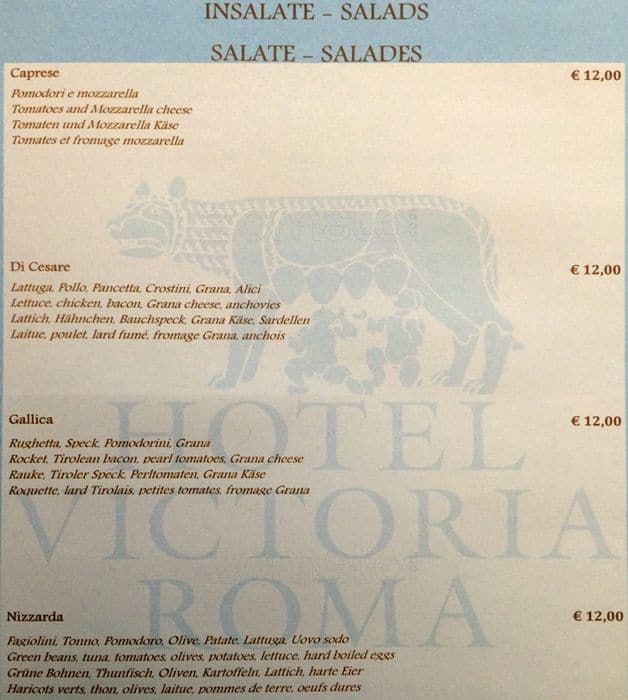 INSALATE – SALADS
SALATE – SALADES
Caprese € 12,00
Pomodori e mozzarella
Tomatoes and Mozzarella cheese
Tomaten und Mozzarella Käse
Tomates et fromage mozzarella
Di Cesare € 12,00
Lattuga, Pollo, Pancetta, Crostini, Grana, Alici
Lettuce, chicken, bacon, Grana cheese, anchovies
Lattich, Hähnchen, Bauchspeck, Grana Käse, Sardellen
Laitue, poulet, lard fumé, fromage Grana, anchois
HOTEL
VICTORIA
ROMA
Gallica € 12,00
Rughetta, Speck, Pomodorini, Grana
Rocket, Tirolean bacon, pearl tomatoes, Grana cheese
Rauke, Tiroler Speck, Perltomaten, Grana Käse
Roquette, lard Tirolais, petites tomates, fromage Grana
Nizzarda € 12,00
Fagiolini, Tonno, Pomodoro, Olive, Patate, Lattuga, Uovo sodo
Green beans, tuna, tomatoes, olives, potatoes, lettuce, hard boiled eggs
Grüne Bohnen, Thunfisch, Oliven, Kartoffeln, Lattich, harte Eier
Haricots verts, thon, olives, laitue, pommes de terre, oeufs dures